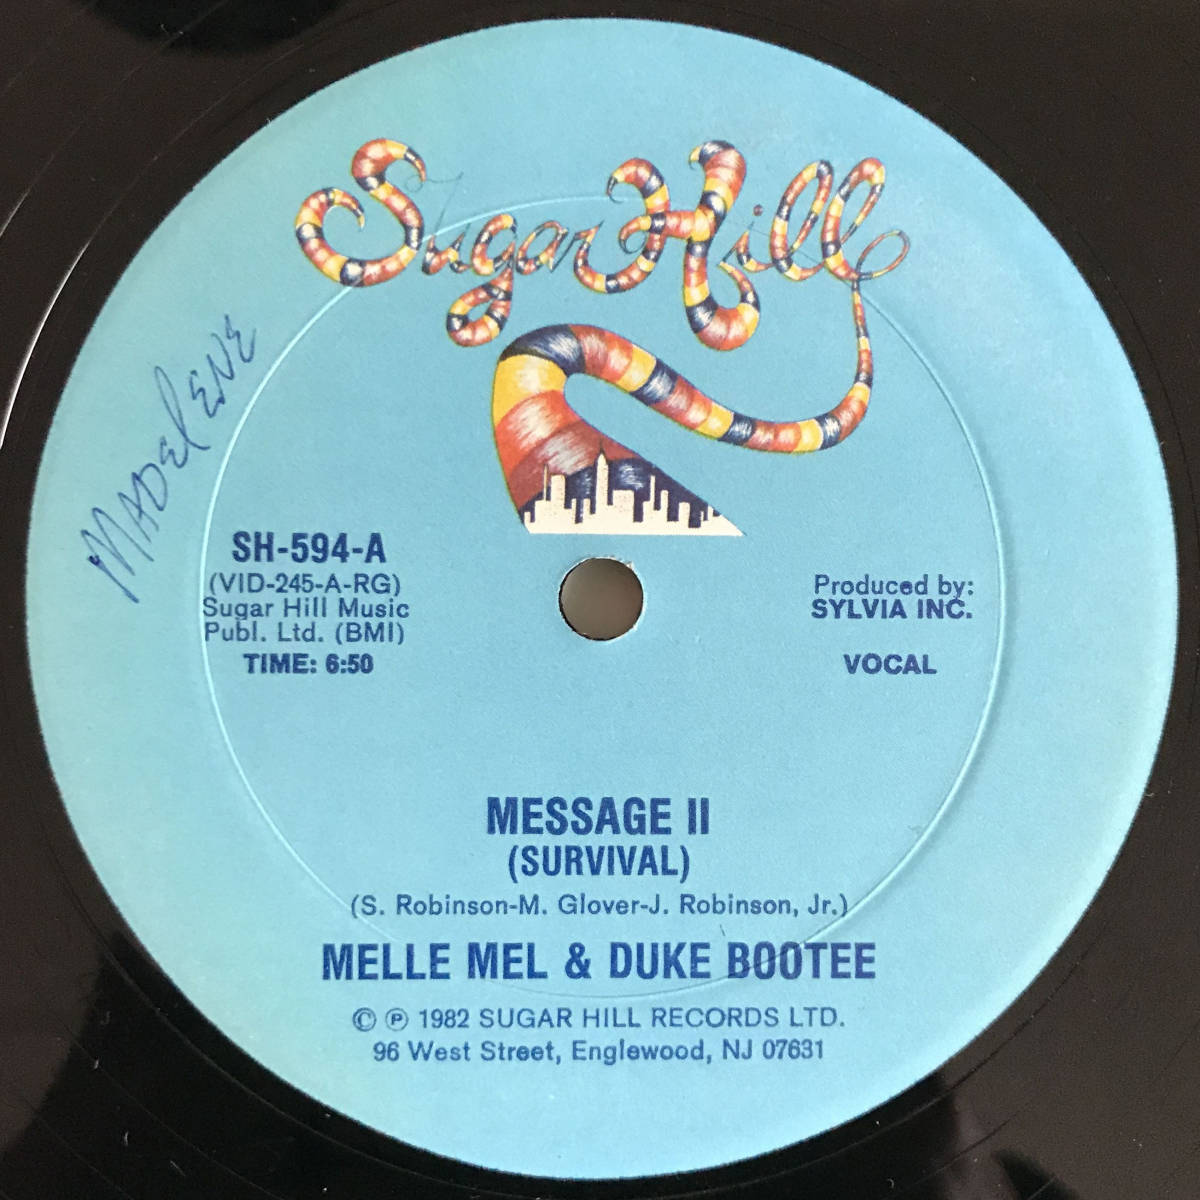 Sugar Hill
MADElENE
SH-594-A
(VID-245-A-RG)
Sugar Hill Music
Publ. Ltd. (BMI)
TIME: 6:50
Produced by:
SYLVIA INC.
VOCAL
MESSAGE II
(SURVIVAL)
(S. Robinson-M. Glover-J. Robinson, Jr.)
MELLE MEL & DUKE BOOTEE
© ℗ 1982 SUGAR HILL RECORDS LTD.
96 West Street, Englewood, NJ 07631